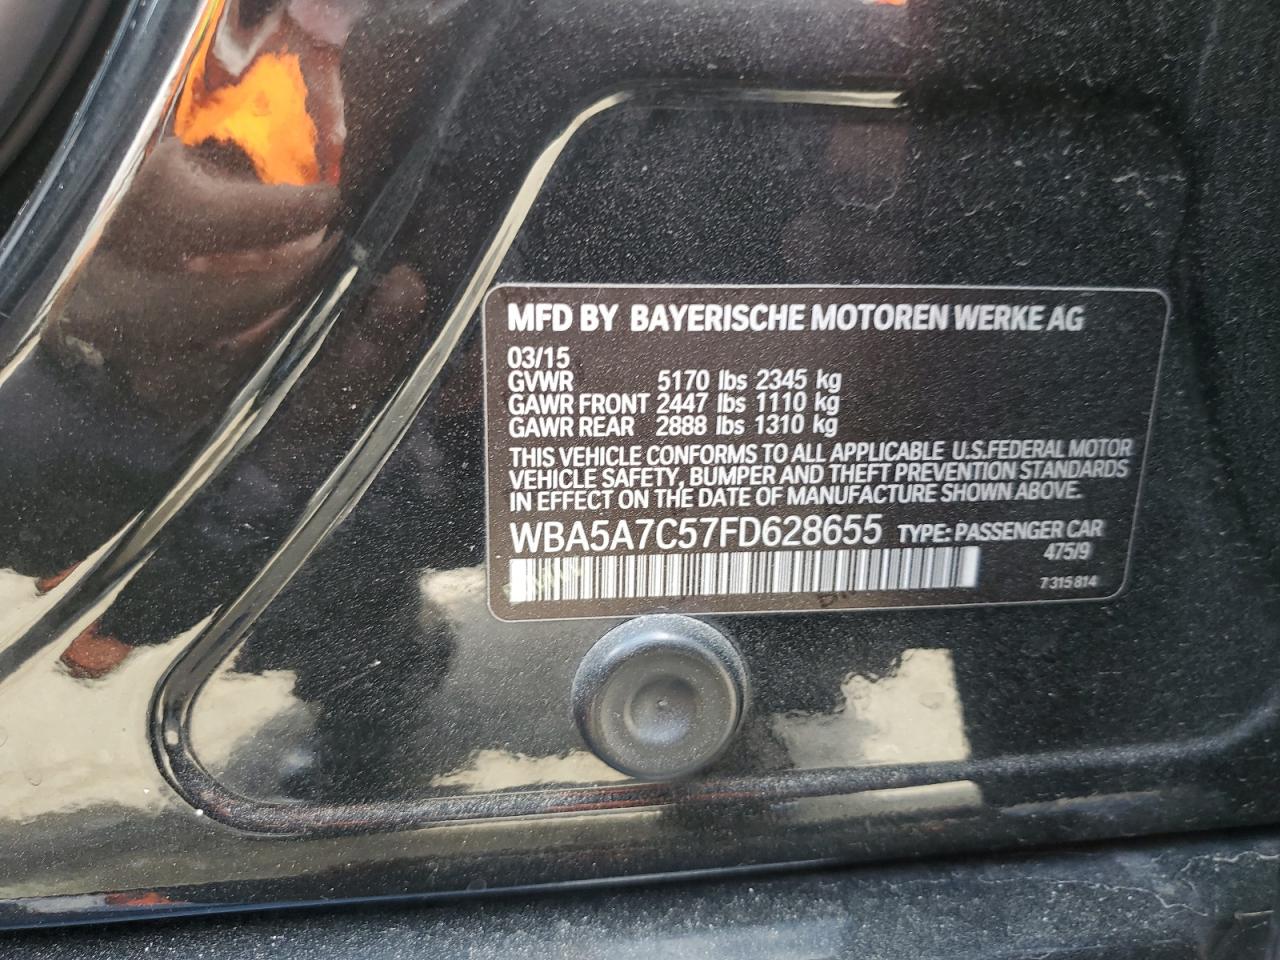 MFD BY BAYERISCHE MOTOREN WERKE AG
03/15
GVWR 5170 lbs 2345 kg
GAWR FRONT 2447 lbs 1110 kg
GAWR REAR 2888 lbs 1310 kg
THIS VEHICLE CONFORMS TO ALL APPLICABLE U.S.FEDERAL MOTOR
VEHICLE SAFETY, BUMPER AND THEFT PREVENTION STANDARDS
IN EFFECT ON THE DATE OF MANUFACTURE SHOWN ABOVE.
WBA5A7C57FD628655 TYPE: PASSENGER CAR
475/9
7 315 814